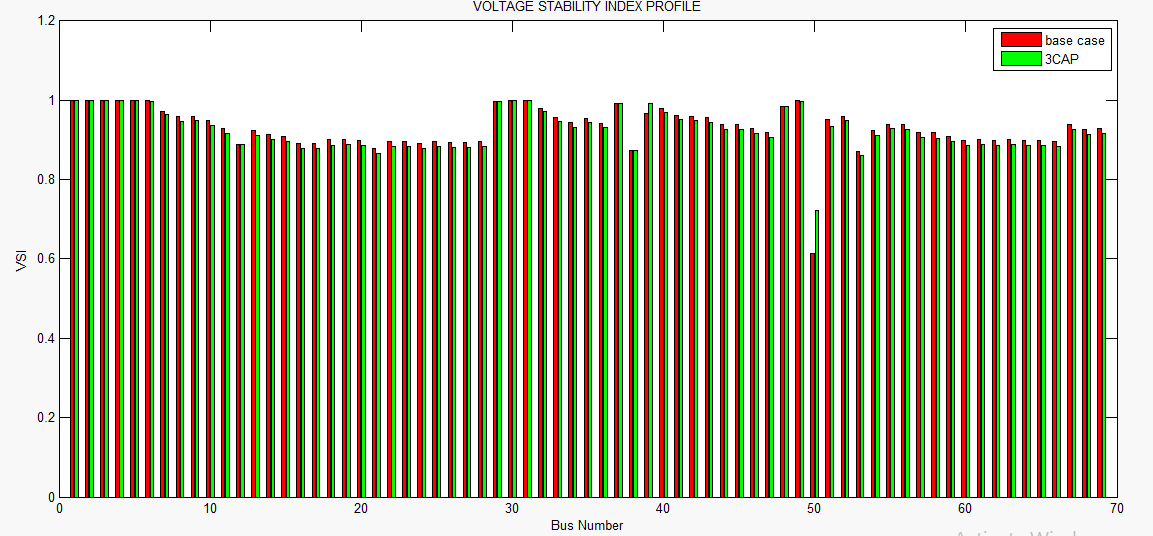 VOLTAGE STABILITY INDEX PROFILE
1.2
1
0.8
0.6
0.4
0.2
0
VSI
base case
3CAP
0 10 20 30 40 50 60 70
Bus Number